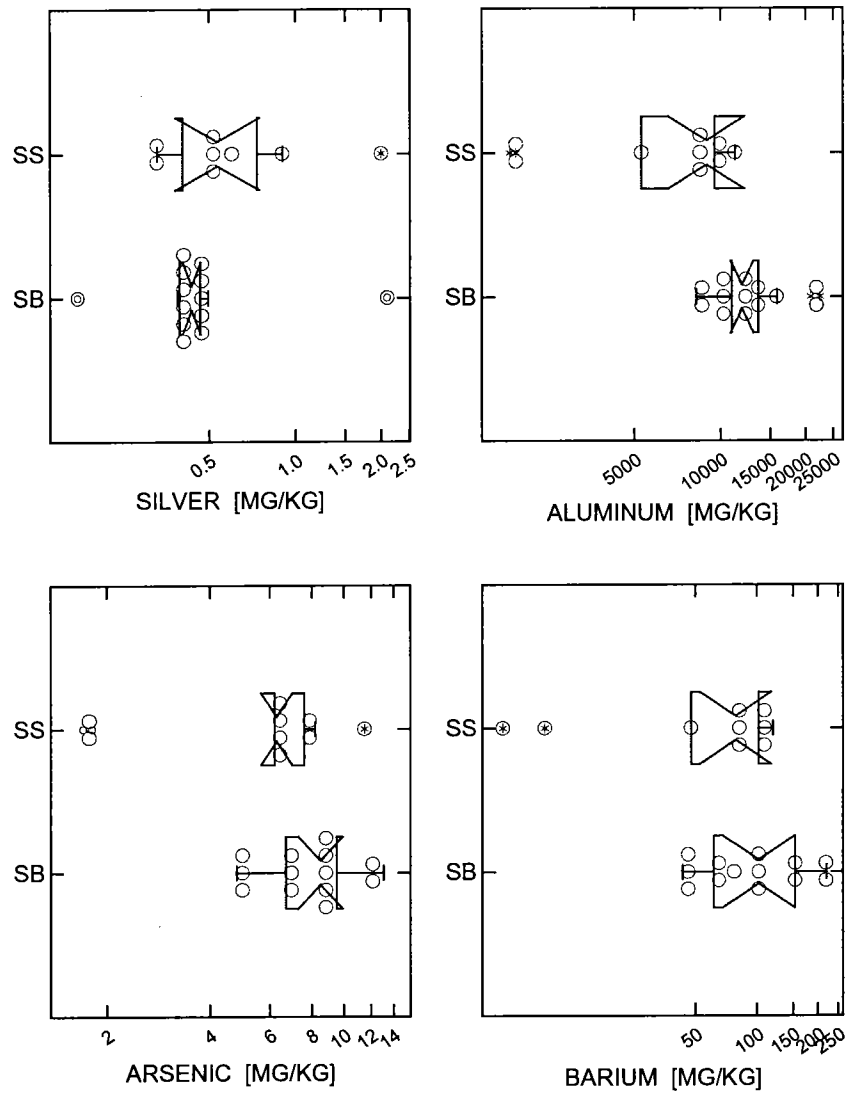 SS
SB
0.5 1.0 1.5 2.0 2.5
SILVER [MG/KG]
SS
SB
5000 10000 15000 20000 25000
ALUMINUM [MG/KG]
SS
SB
2 4 6 8 10 12 14
ARSENIC [MG/KG]
SS
SB
50 100 150 200 250
BARIUM [MG/KG]